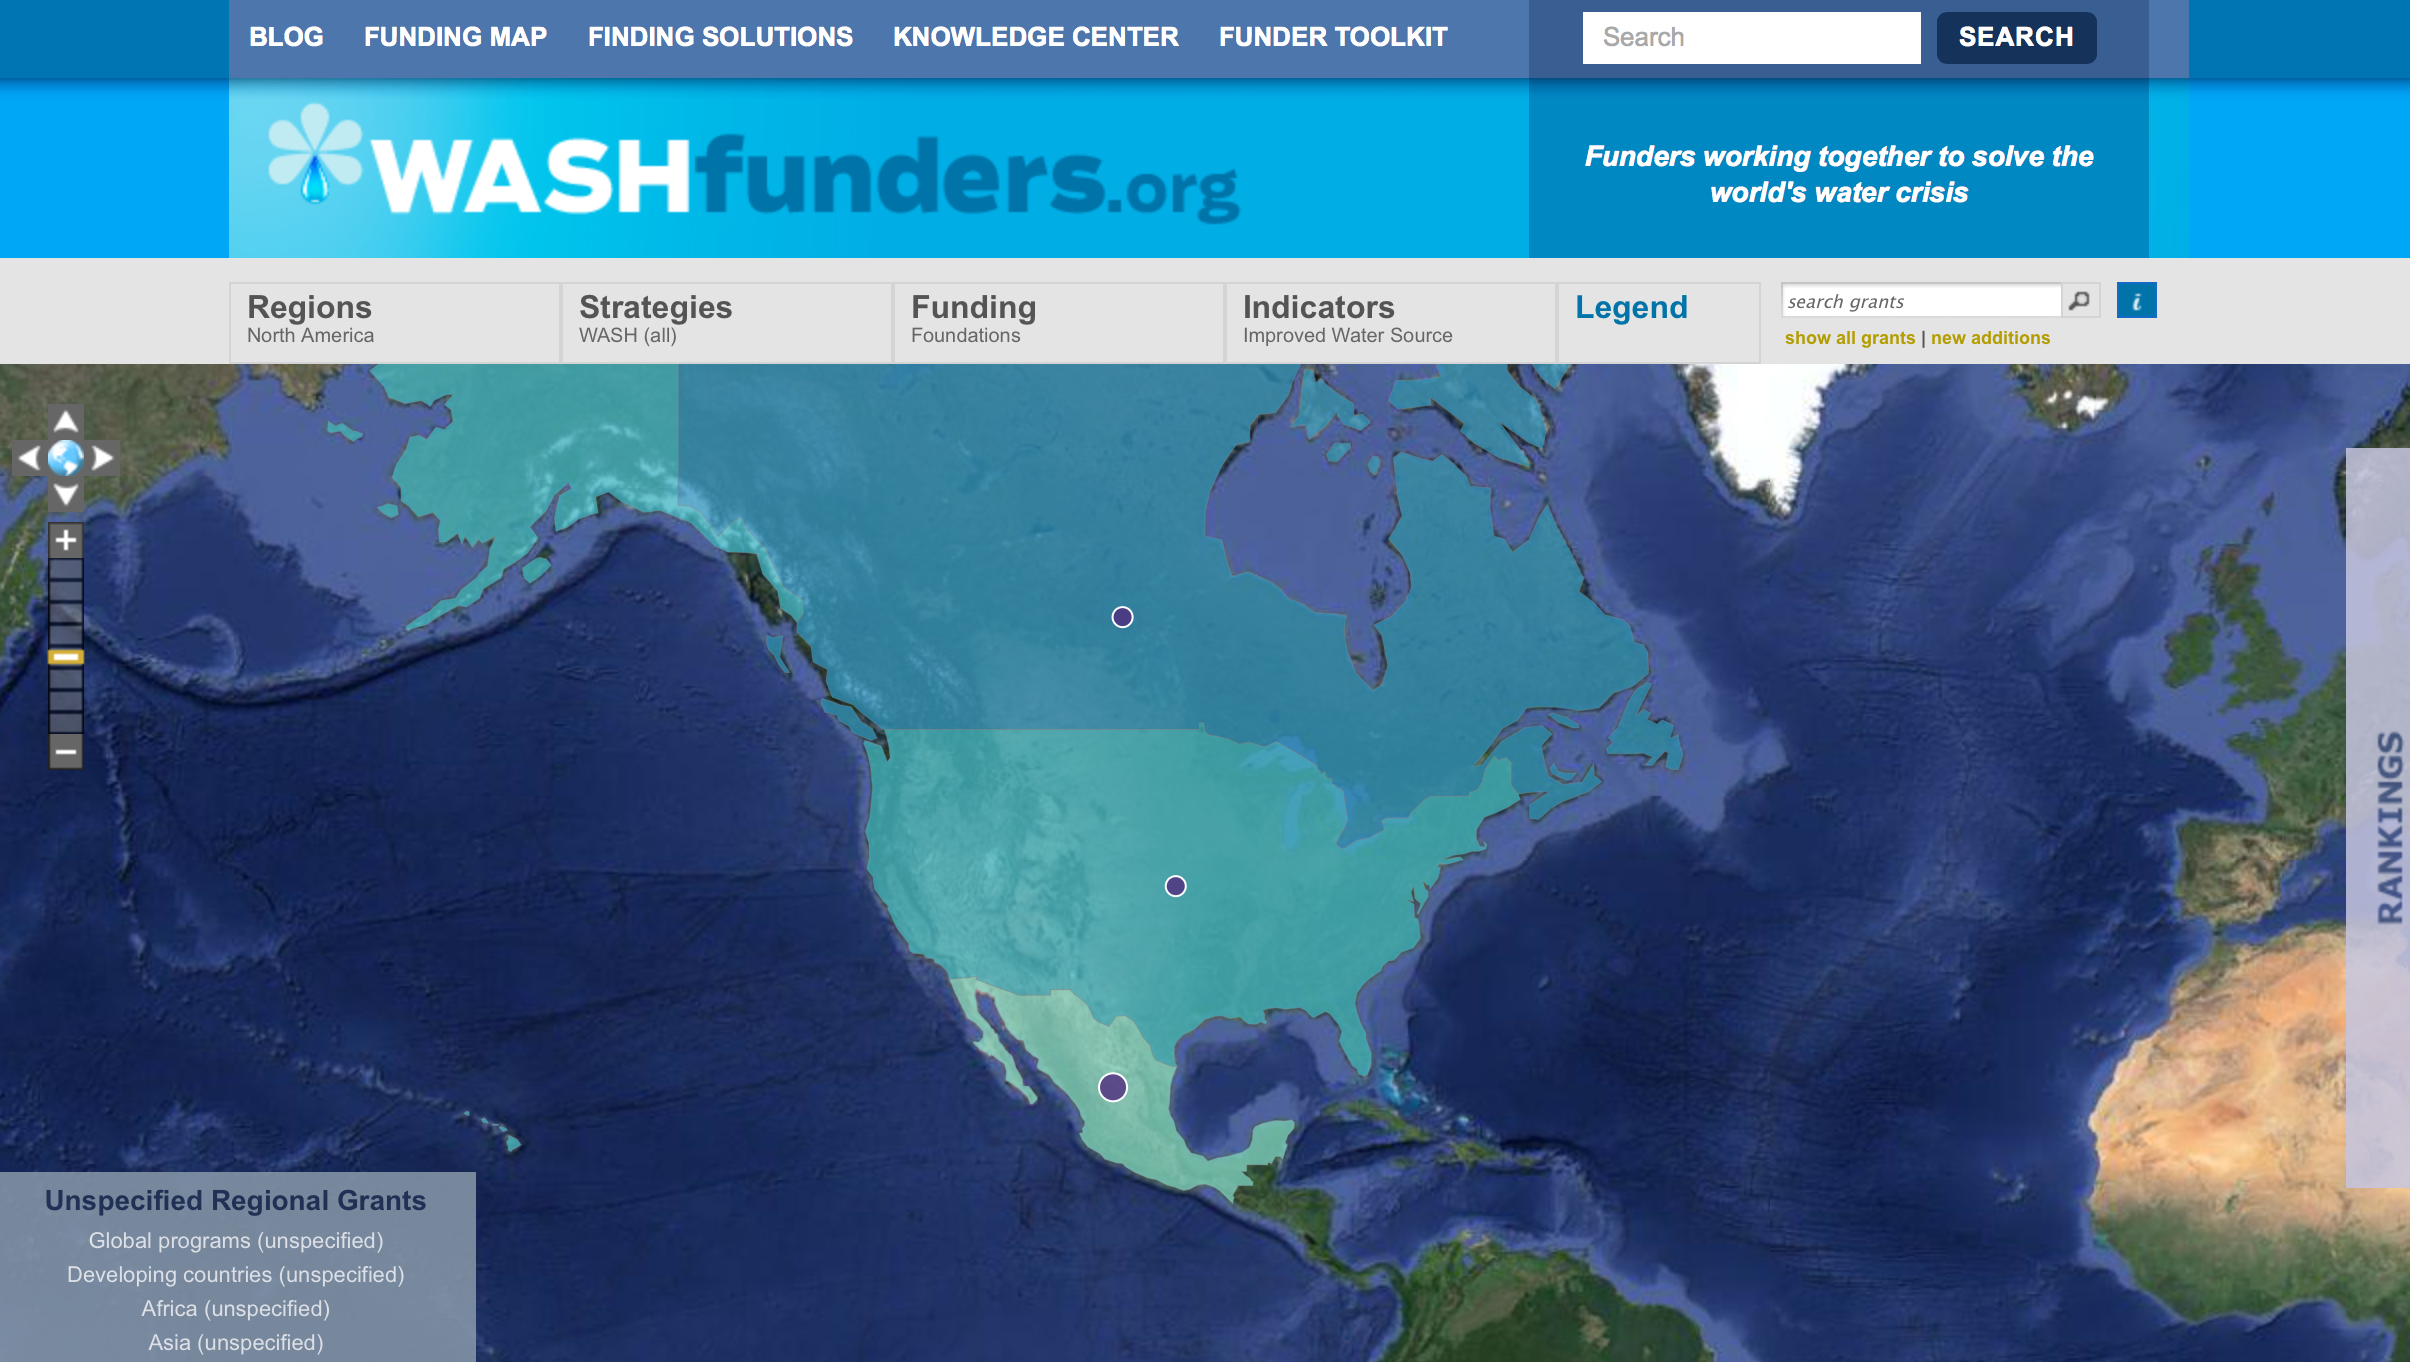 BLOG FUNDING MAP FINDING SOLUTIONS KNOWLEDGE CENTER FUNDER TOOLKIT Search SEARCH
WASHfunders.org
Funders working together to solve the
world's water crisis
Regions
North America
Strategies
WASH (all)
Funding
Foundations
Indicators
Improved Water Source
Legend
search grants
i
show all grants | new additions
RANKINGS
Unspecified Regional Grants
Global programs (unspecified)
Developing countries (unspecified)
Africa (unspecified)
Asia (unspecified)